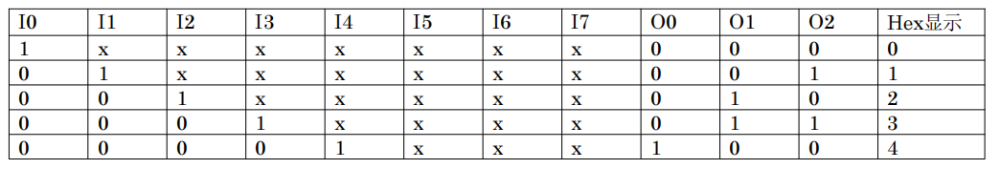 I0 I1 I2 I3 I4 I5 I6 I7 O0 O1 O2 Hex显示
1 x x x x x x x 0 0 0 0
0 1 x x x x x x 0 0 1 1
0 0 1 x x x x x 0 1 0 2
0 0 0 1 x x x x 0 1 1 3
0 0 0 0 1 x x x 1 0 0 4